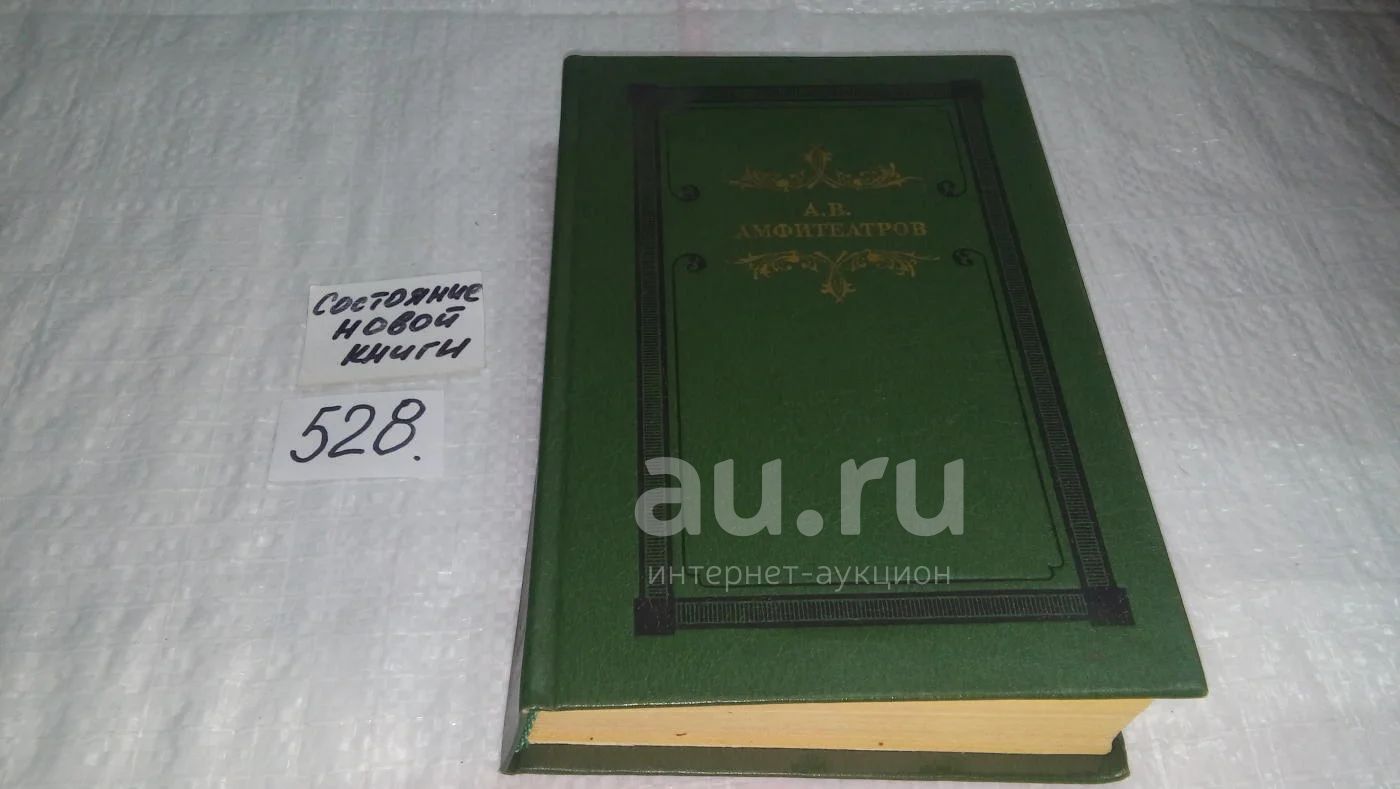 А.В.
АМФИТЕАТРОВ
Состояние
новой
книги
528.
au.ru
интернет-аукцион